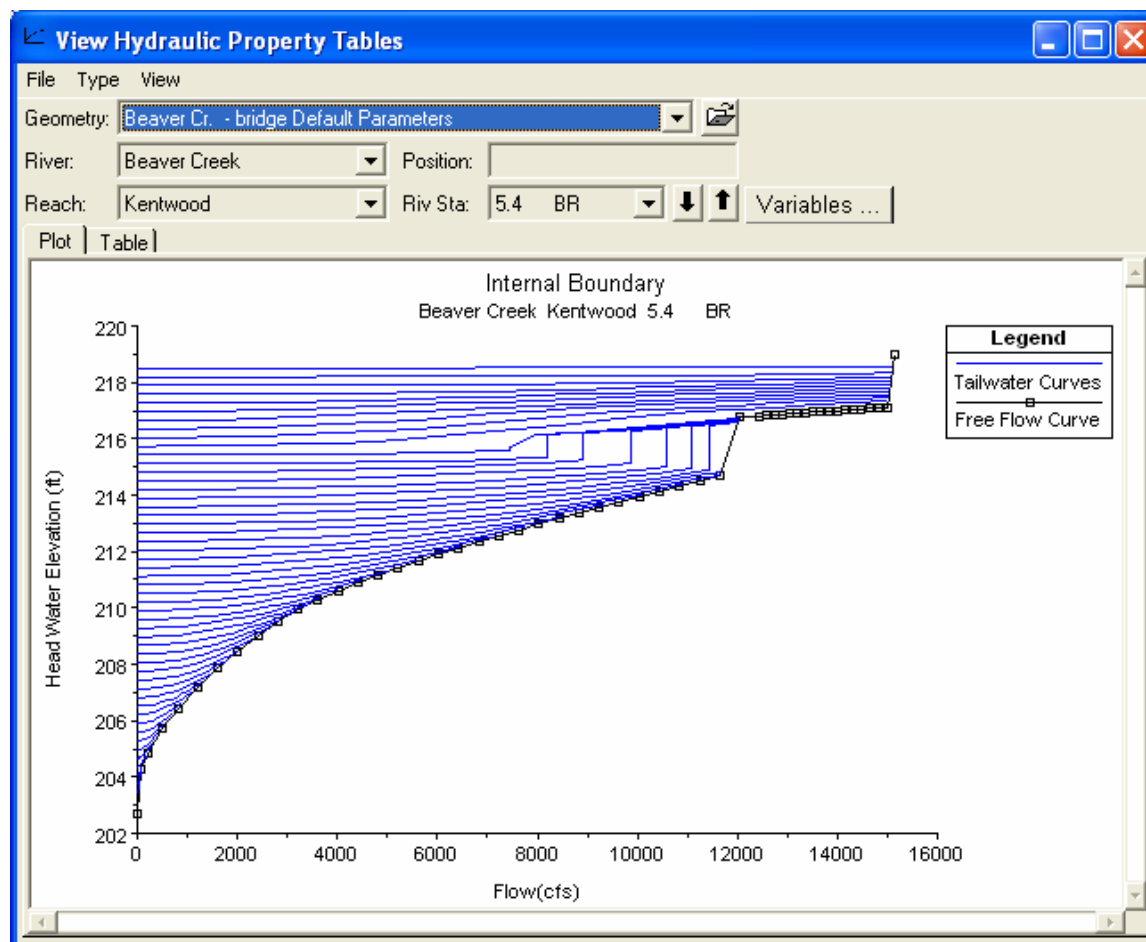 View Hydraulic Property Tables
File Type View
Geometry: Beaver Cr. - bridge Default Parameters
River: Beaver Creek Position:
Reach: Kentwood Riv Sta: 5.4 BR Variables ...
Plot Table
Internal Boundary
Beaver Creek Kentwood 5.4 BR
Legend
Tailwater Curves
Free Flow Curve
Head Water Elevation (ft)
220
218
216
214
212
210
208
206
204
202
0 2000 4000 6000 8000 10000 12000 14000 16000
Flow(cfs)